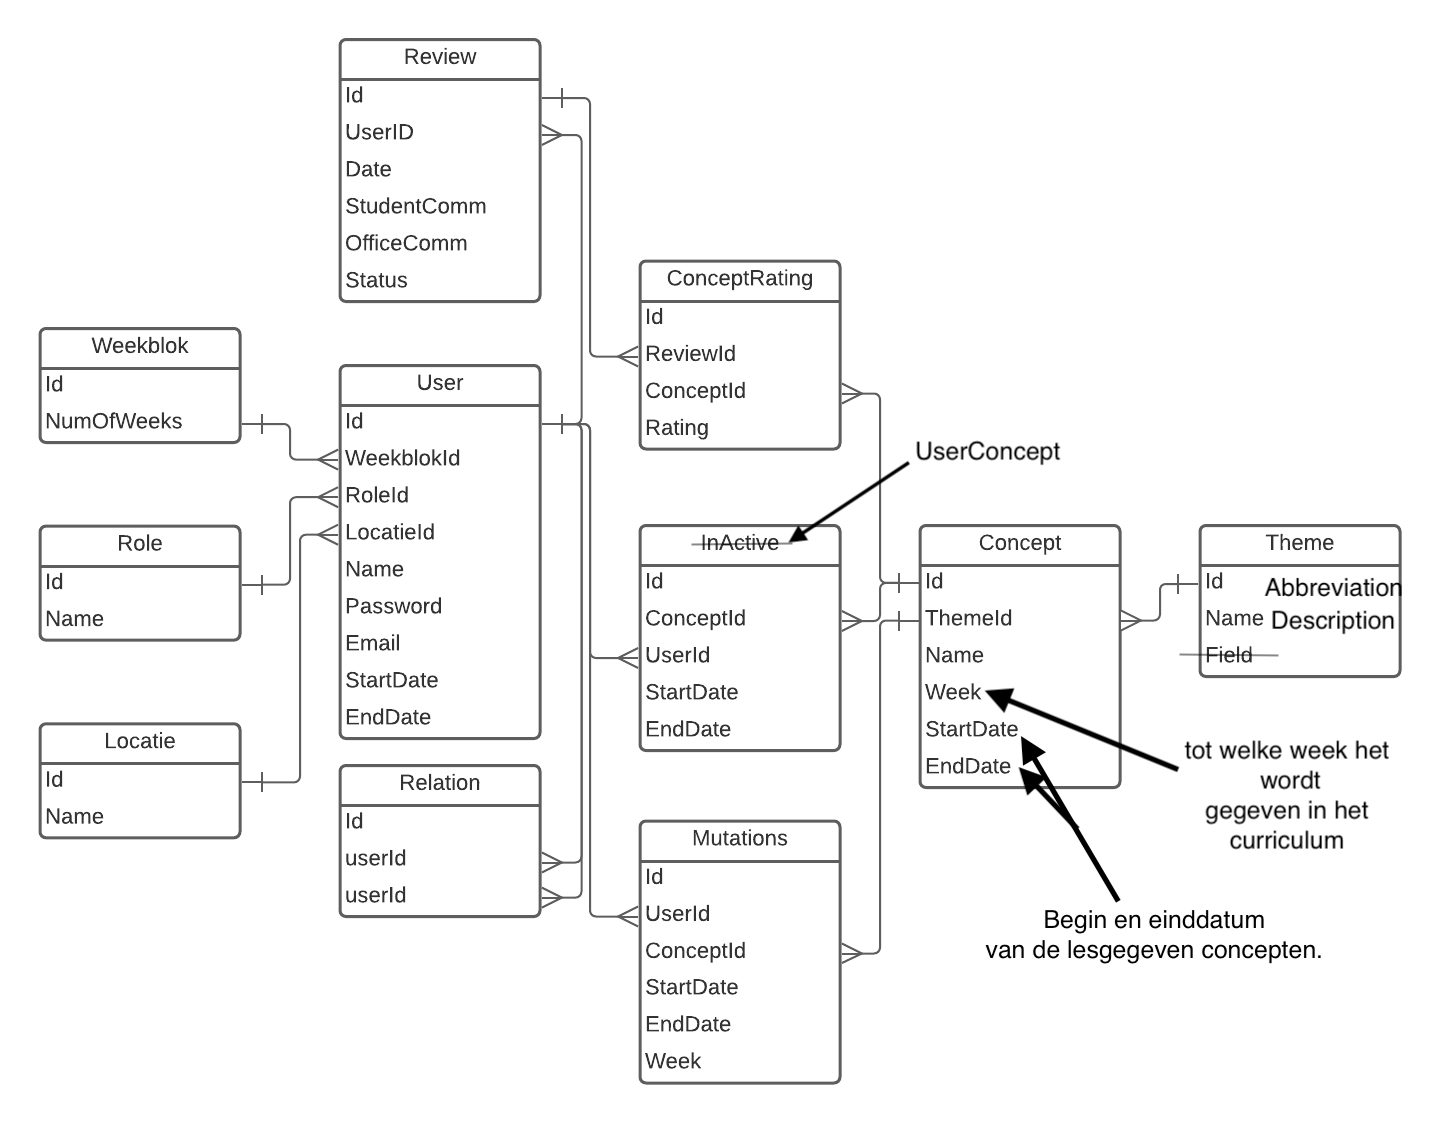 Review
Id
UserID
Date
StudentComm
OfficeComm
Status
Weekblok
Id
NumOfWeeks
Role
Id
Name
Locatie
Id
Name
User
Id
WeekblokId
RoleId
LocatieId
Name
Password
Email
StartDate
EndDate
Relation
Id
userId
userId
ConceptRating
Id
ReviewId
ConceptId
Rating
UserConcept
InActive
Id
ConceptId
UserId
StartDate
EndDate
Mutations
Id
UserId
ConceptId
StartDate
EndDate
Week
Concept
Id
ThemeId
Name
Week
StartDate
EndDate
Theme
Id Abbreviation
Name Description
Field
tot welke week het
wordt
gegeven in het
curriculum
Begin en einddatum
van de lesgegeven concepten.